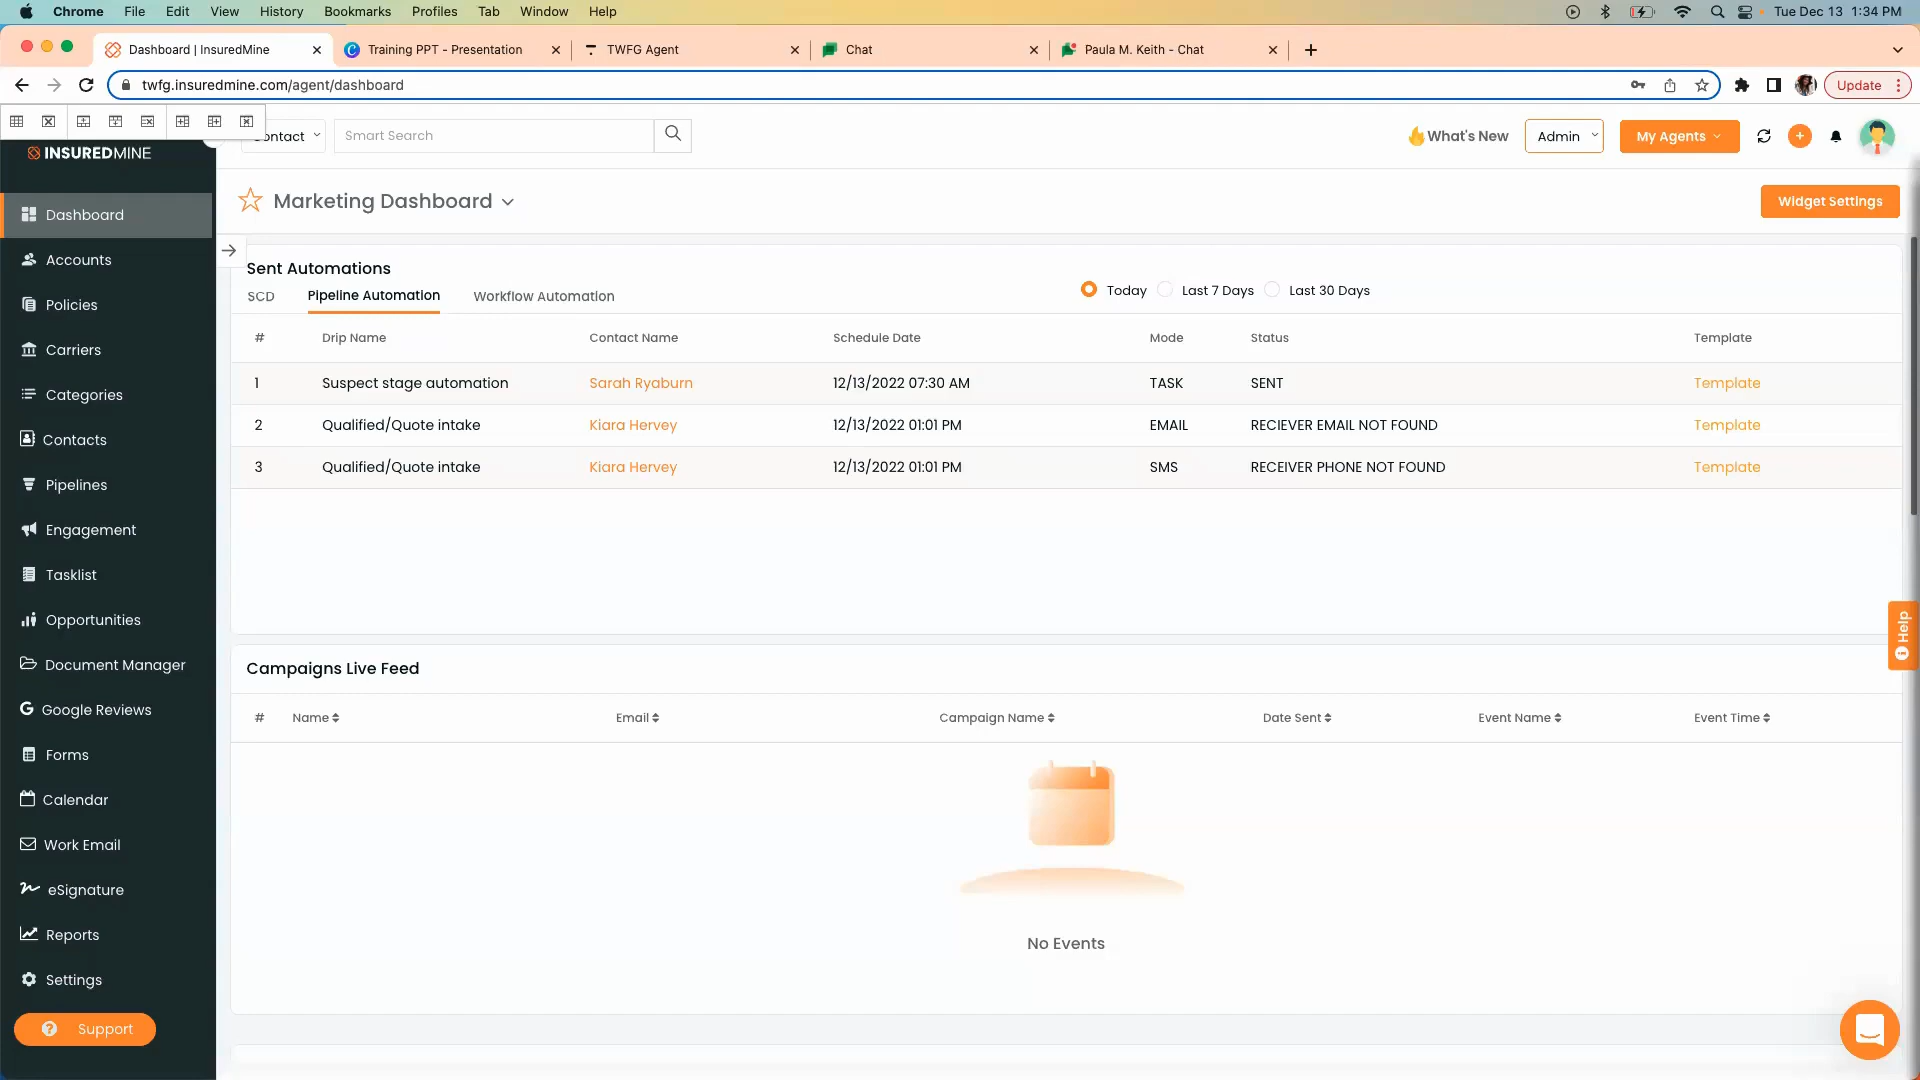 Chrome File Edit View History Bookmarks Profiles Tab Window Help Tue Dec 13 1:34 PM
Dashboard | InsuredMine Training PPT - Presentation TWFG Agent Chat Paula M. Keith - Chat
twfg.insuredmine.com/agent/dashboard Update
ontact Smart Search What's New Admin My Agents
INSUREDMINE
Marketing Dashboard Widget Settings
Dashboard
Accounts
Policies
Carriers
Categories
Contacts
Pipelines
Engagement
Tasklist
Opportunities
Document Manager
Google Reviews
Forms
Calendar
Work Email
eSignature
Reports
Settings
Support
Sent Automations
SCD Pipeline Automation Workflow Automation Today Last 7 Days Last 30 Days
# Drip Name Contact Name Schedule Date Mode Status Template
1 Suspect stage automation Sarah Ryaburn 12/13/2022 07:30 AM TASK SENT Template
2 Qualified/Quote intake Kiara Hervey 12/13/2022 01:01 PM EMAIL RECIEVER EMAIL NOT FOUND Template
3 Qualified/Quote intake Kiara Hervey 12/13/2022 01:01 PM SMS RECEIVER PHONE NOT FOUND Template
Help
Campaigns Live Feed
# Name Email Campaign Name Date Sent Event Name Event Time
No Events